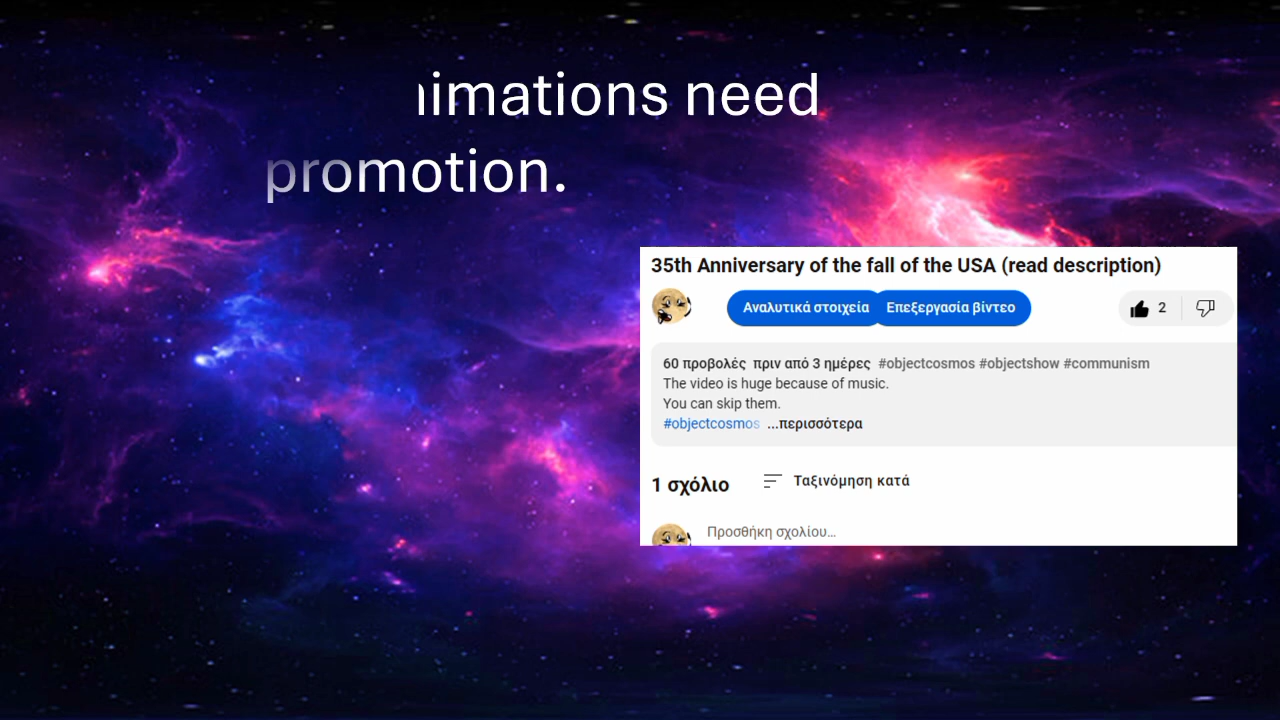 nimations need
promotion.
35th Anniversary of the fall of the USA (read description)
Αναλυτικά στοιχεία Επεξεργασία βίντεο 2
60 προβολές πριν από 3 ημέρες #objectcosmos #objectshow #communism
The video is huge because of music.
You can skip them.
#objectcosmos ...περισσότερα
1 σχόλιο Ταξινόμηση κατά
Προσθήκη σχολίου...